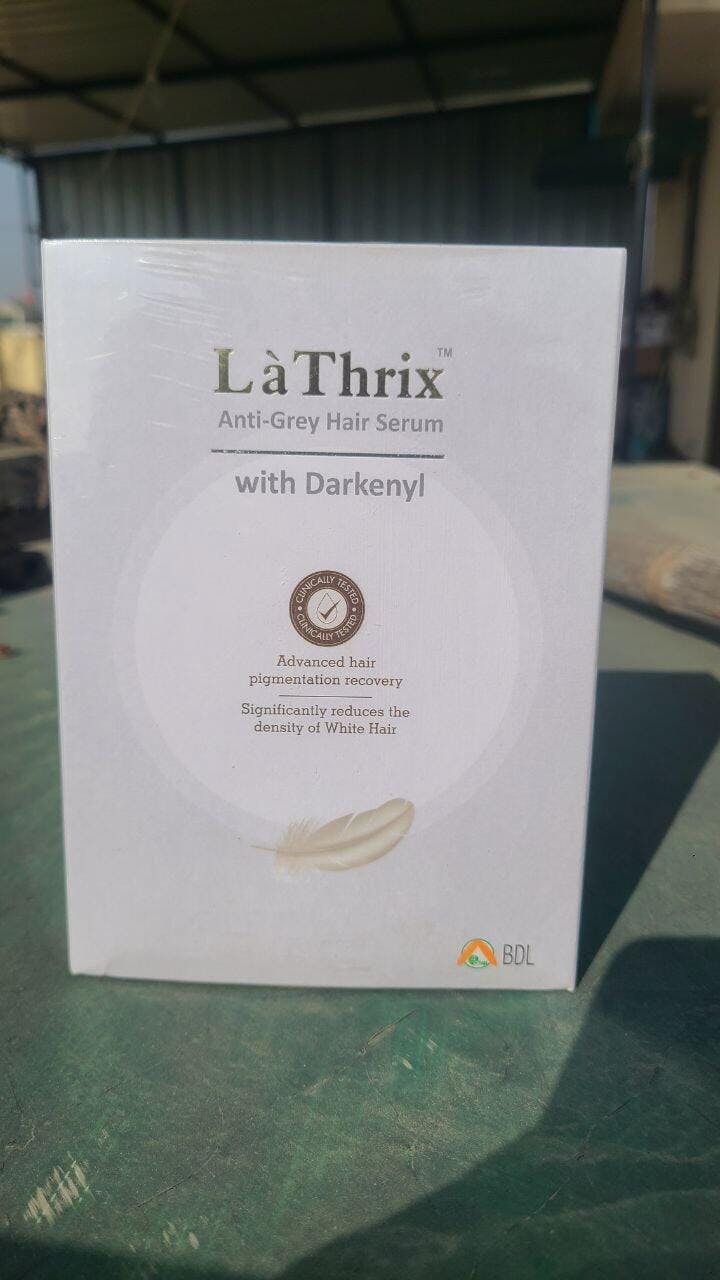 LàThrix™
Anti-Grey Hair Serum
with Darkenyl
CLINICALLY TESTED
CLINICALLY TESTED
Advanced hair
pigmentation recovery
Significantly reduces the
density of White Hair
BDL